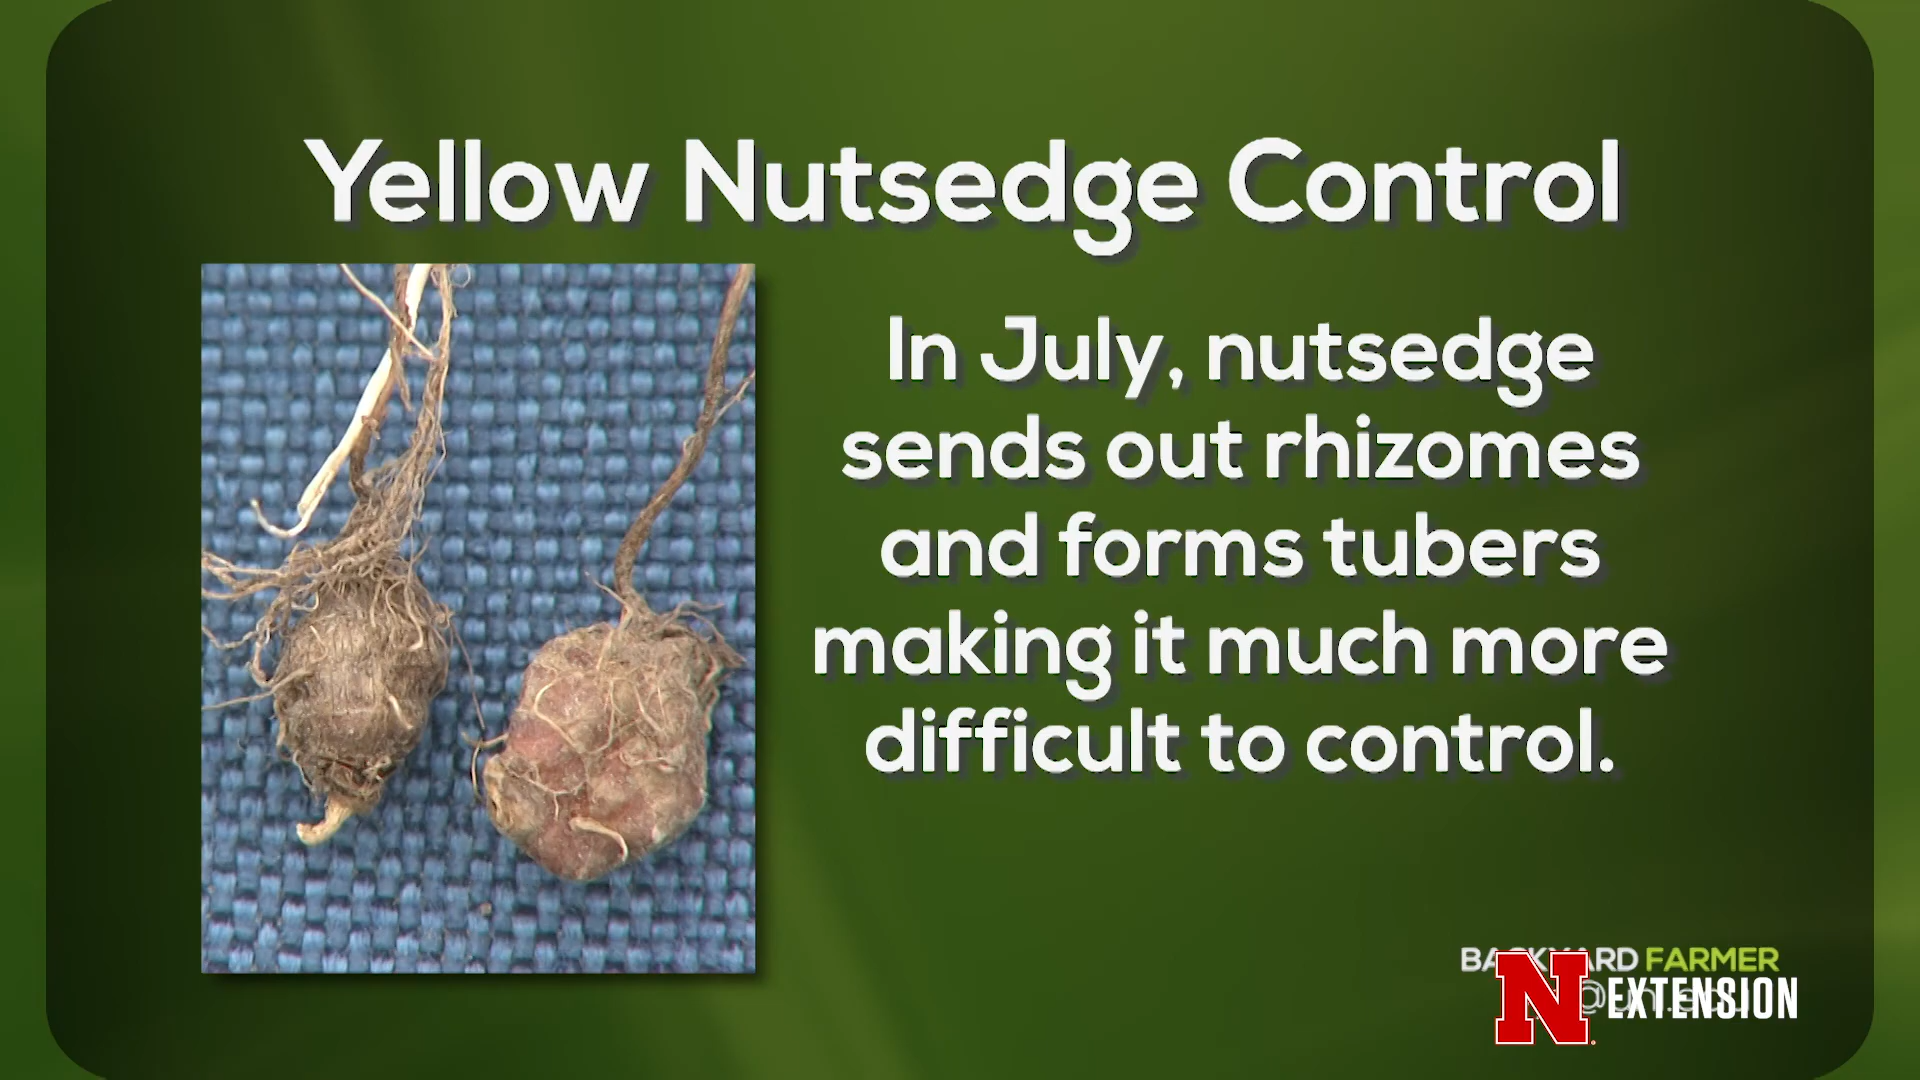 Yellow Nutsedge Control
In July, nutsedge
sends out rhizomes
and forms tubers
making it much more
difficult to control.
FARMER
N EXTENSION